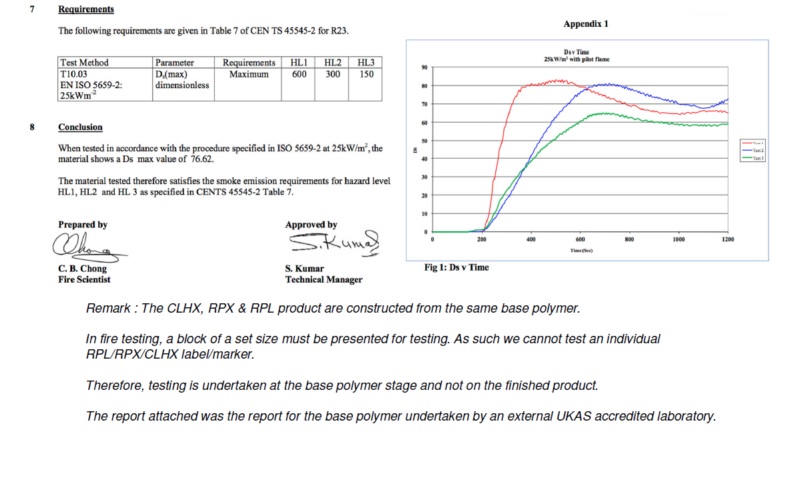 7 Requirements
The following requirements are given in Table 7 of CEN TS 45545-2 for R23.
Test Method Parameter Requirements HL1 HL2 HL3
T10.03 Ds(max) Maximum 600 300 150
EN ISO 5659-2: dimensionless
25kWm-2
8 Conclusion
When tested in accordance with the procedure specified in ISO 5659-2 at 25kW/m², the
material shows a Ds max value of 76.62.
The material tested therefore satisfies the smoke emission requirements for hazard level
HL1, HL2 and HL 3 as specified in CENTS 45545-2 Table 7.
Prepared by Approved by
Chong S.Kumar
C. B. Chong S. Kumar
Fire Scientist Technical Manager
Appendix 1
Ds v Time
25kW/m² with pilot flame
90
80
70
60
50
40
30
20
10
0
Ds
0 200 400 600 800 1000 1200
Time(Sec)
Test 1
Test 2
Test 3
Fig 1: Ds v Time
Remark : The CLHX, RPX & RPL product are constructed from the same base polymer.
In fire testing, a block of a set size must be presented for testing. As such we cannot test an individual
RPL/RPX/CLHX label/marker.
Therefore, testing is undertaken at the base polymer stage and not on the finished product.
The report attached was the report for the base polymer undertaken by an external UKAS accredited laboratory.